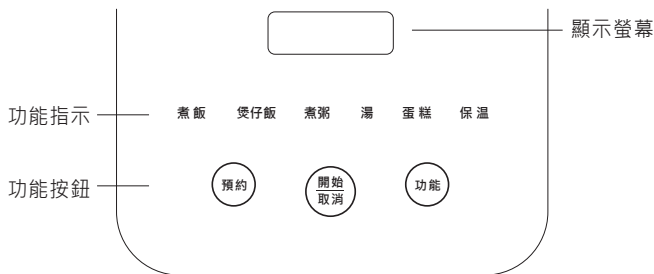 顯示螢幕
功能指示
煮飯 煲仔飯 煮粥 湯 蛋糕 保溫
功能按鈕
預約 開始 功能
取消